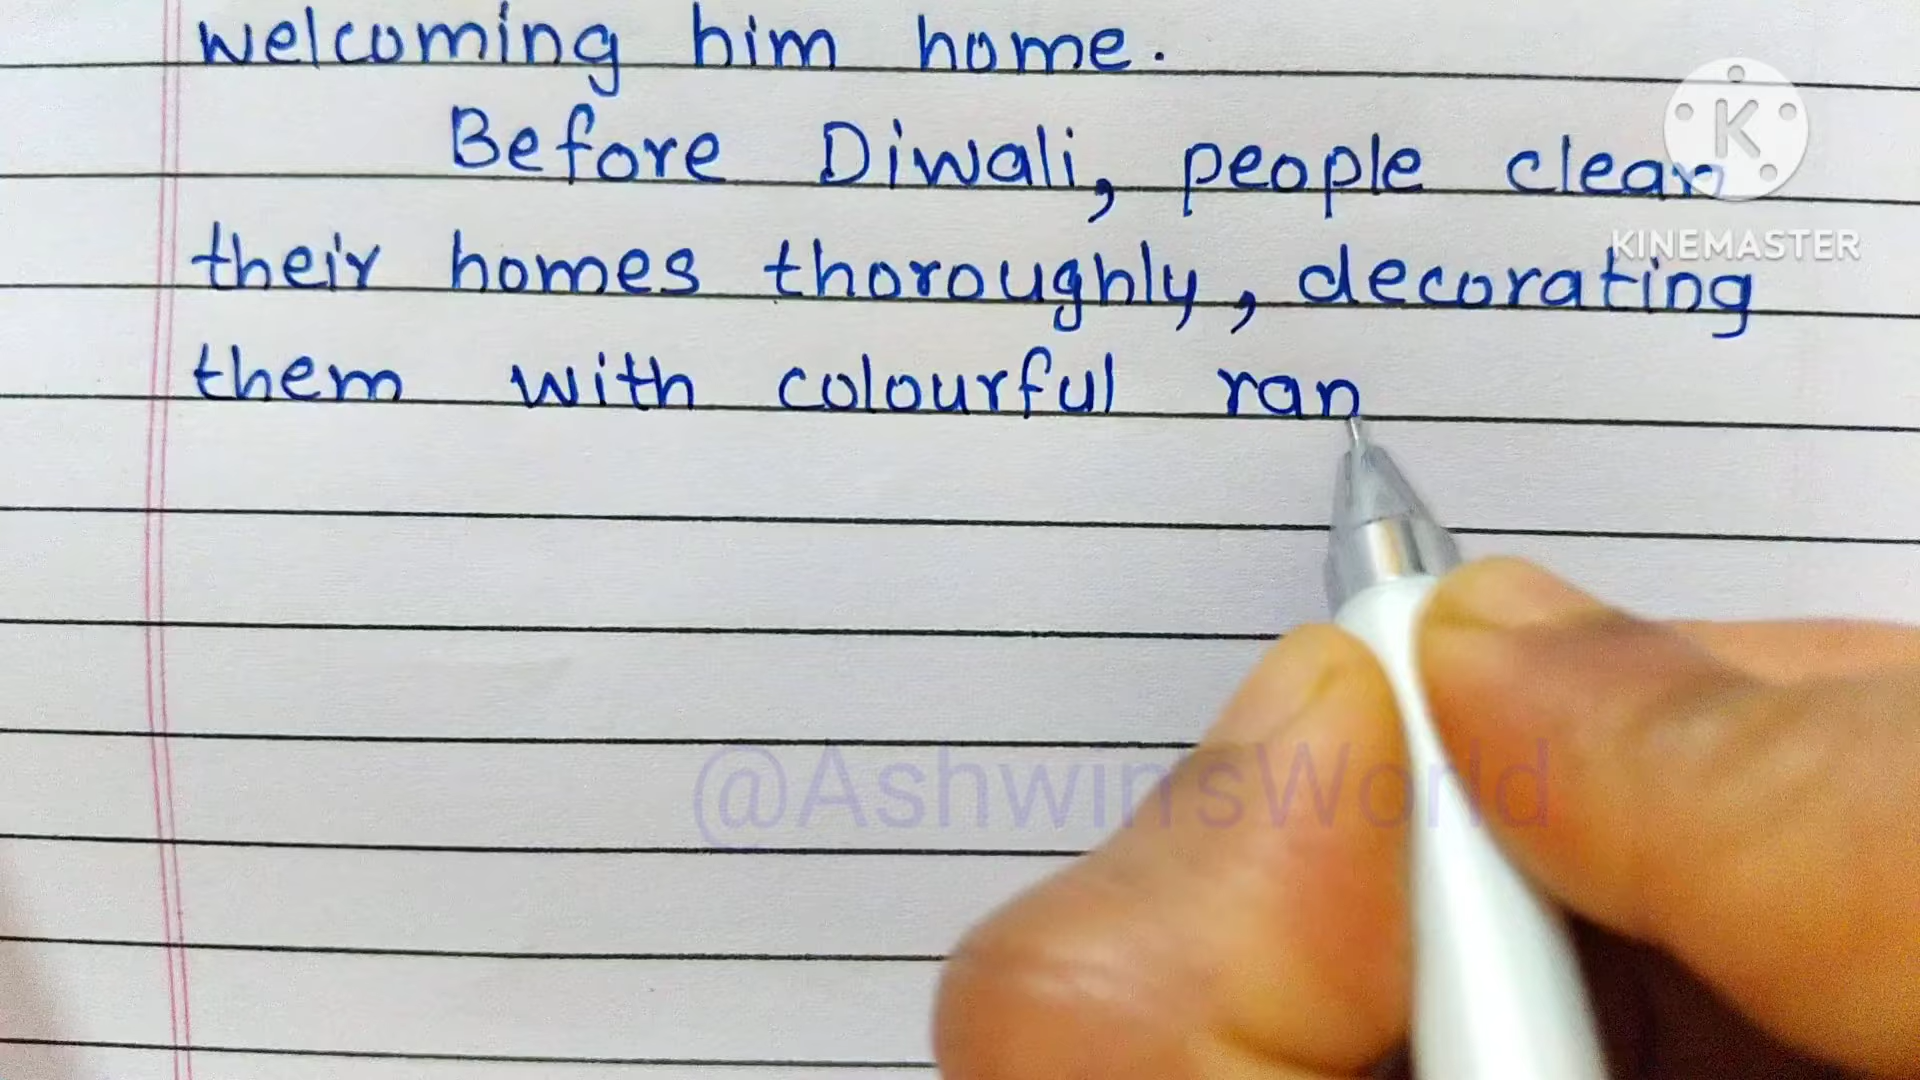 welcoming him home.
Before Diwali, people clean
their homes thoroughly, decorating
them with colourful ran
K
KINEMASTER
@AshwinsWorld